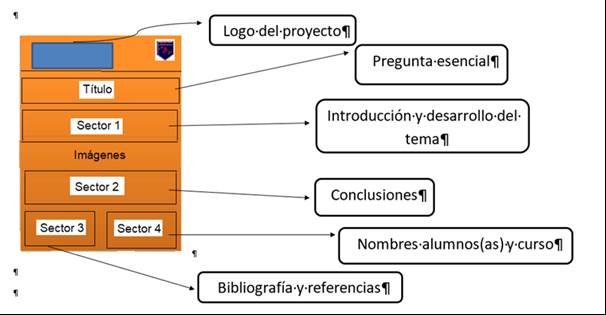 Logo·del·proyecto¶
Pregunta·esencial¶
Título
Introducción·y·desarrollo·del·
tema¶
Sector 1
Imágenes
Sector 2
Conclusiones¶
Sector 3
Sector 4
Nombres·alumnos(as)·y·curso¶
Bibliografía·y·referencias¶